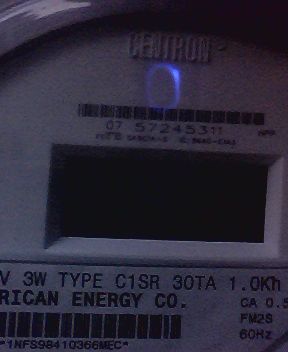 CENTRON
07 57245311
V 3W TYPE C1SR 30TA 1.0Kh
RICAN ENERGY CO.
CA 0.5
FM2S
*1NFS98410366MEC*
60Hz